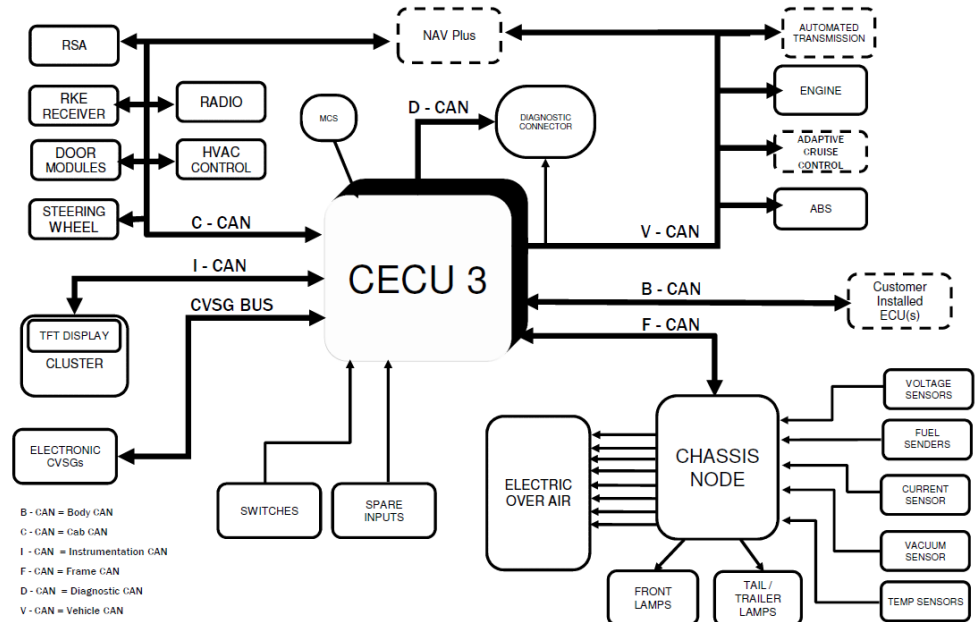 RSA
NAV Plus
AUTOMATED
TRANSMISSION
RKE
RECEIVER
RADIO
D - CAN
MCS
DIAGNOSTIC
CONNECTOR
ENGINE
DOOR
MODULES
HVAC
CONTROL
ADAPTIVE
CRUISE
CONTROL
STEERING
WHEEL
C - CAN
V - CAN
ABS
I - CAN
CECU 3
B - CAN
Customer
Installed
ECU(s)
CVSG BUS
F - CAN
TFT DISPLAY
CLUSTER
VOLTAGE
SENSORS
FUEL
SENDERS
ELECTRONIC
CVSGs
ELECTRIC
OVER AIR
CHASSIS
NODE
CURRENT
SENSOR
SWITCHES
SPARE
INPUTS
VACUUM
SENSOR
FRONT
LAMPS
TAIL /
TRAILER
LAMPS
TEMP SENSORS
B - CAN = Body CAN
C - CAN = Cab CAN
I - CAN = Instrumentation CAN
F - CAN = Frame CAN
D - CAN = Diagnostic CAN
V - CAN = Vehicle CAN